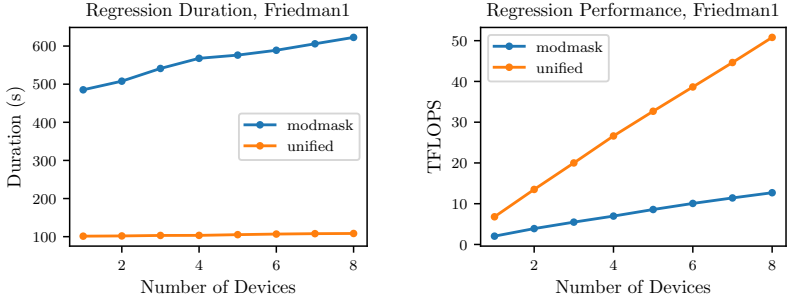 Regression Duration, Friedman1
600
500
400
300
200
100
Duration (s)
modmask
unified
2
4
6
8
Number of Devices
Regression Performance, Friedman1
50
40
30
20
10
0
TFLOPS
modmask
unified
2
4
6
8
Number of Devices